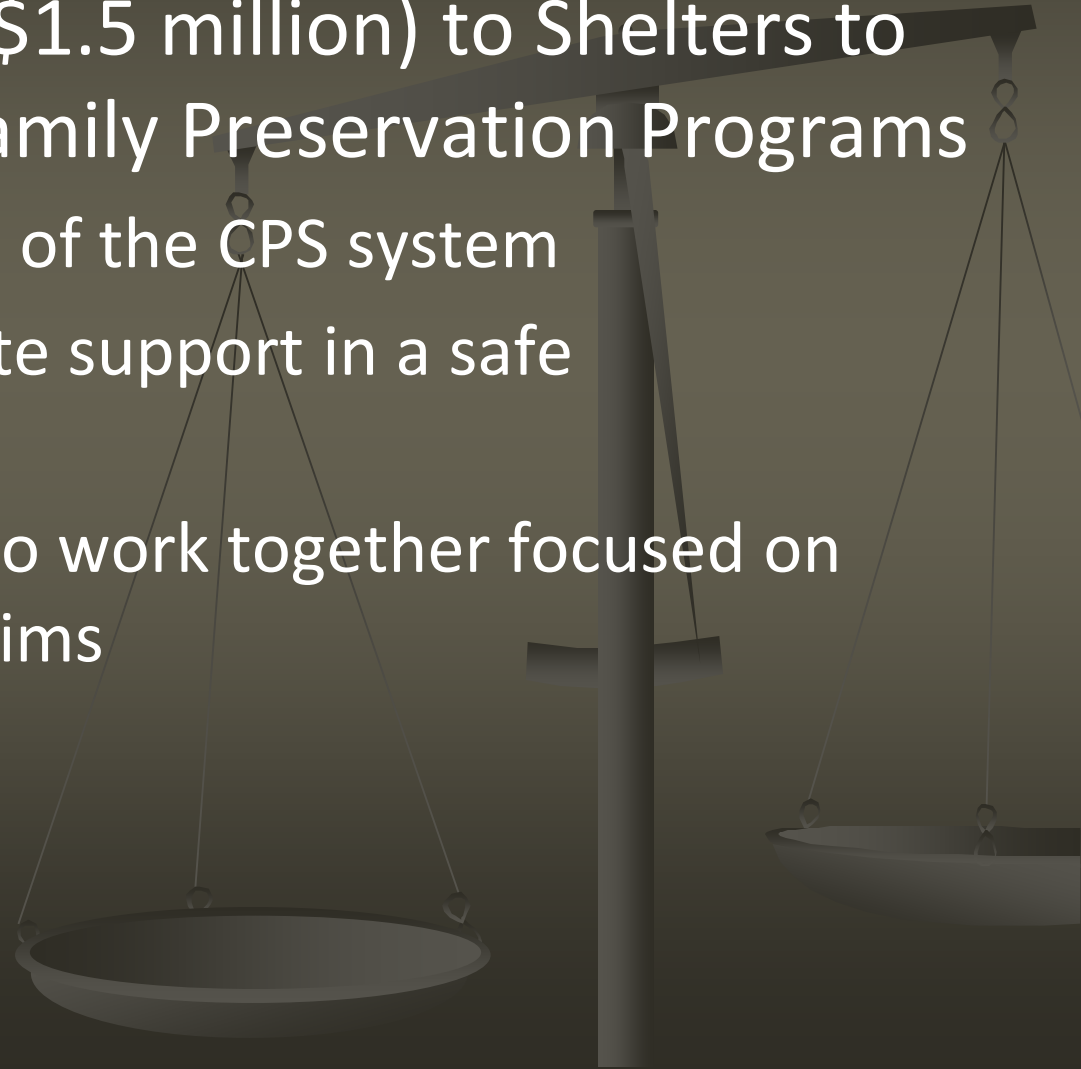 $1.5 million) to Shelters to
amily Preservation Programs
of the CPS system
te support in a safe
o work together focused on
ims